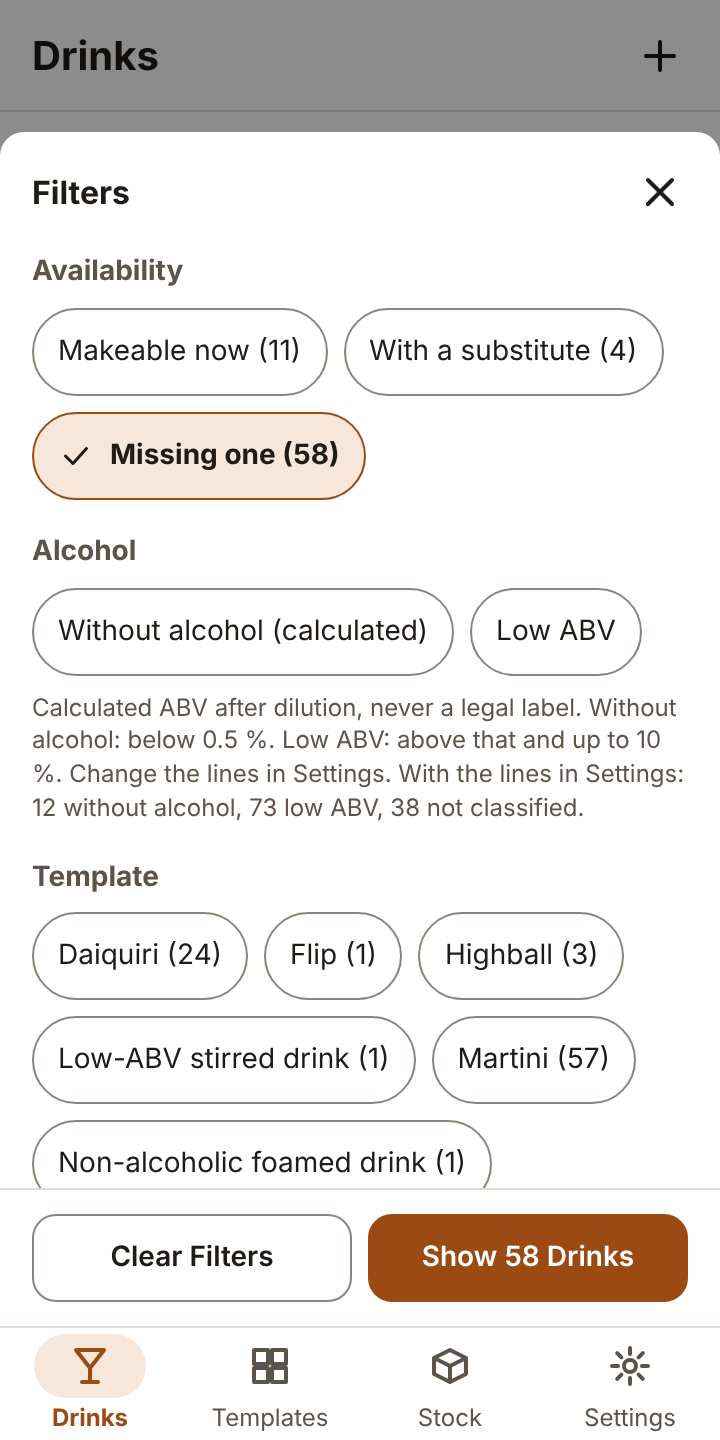 Drinks
Filters
Availability
Makeable now (11)
With a substitute (4)
Missing one (58)
Alcohol
Without alcohol (calculated)
Low ABV
Calculated ABV after dilution, never a legal label. Without
alcohol: below 0.5 %. Low ABV: above that and up to 10
%. Change the lines in Settings. With the lines in Settings:
12 without alcohol, 73 low ABV, 38 not classified.
Template
Daiquiri (24)
Flip (1)
Highball (3)
Low-ABV stirred drink (1)
Martini (57)
Non-alcoholic foamed drink (1)
Clear Filters
Show 58 Drinks
Drinks
Templates
Stock
Settings